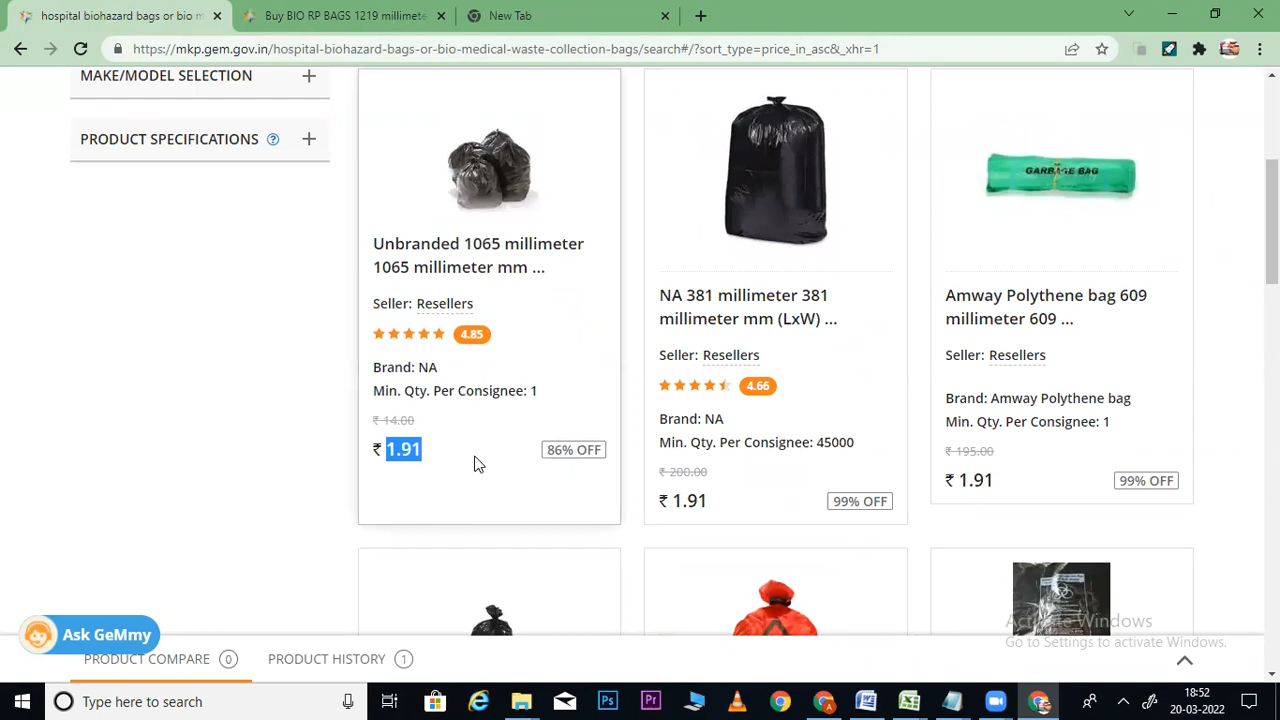 hospital biohazard bags or bio m
Buy BIO RP BAGS 1219 millimete
New Tab
https://mkp.gem.gov.in/hospital-biohazard-bags-or-bio-medical-waste-collection-bags/search#/?sort_type=price_in_asc&_xhr=1
MAKE/MODEL SELECTION
PRODUCT SPECIFICATIONS ?
Unbranded 1065 millimeter
1065 millimeter mm ...
Seller: Resellers
4.85
Brand: NA
Min. Qty. Per Consignee: 1
₹ 14.00
₹ 1.91
86% OFF
NA 381 millimeter 381
millimeter mm (LxW) ...
Seller: Resellers
4.66
Brand: NA
Min. Qty. Per Consignee: 45000
₹ 200.00
₹ 1.91
99% OFF
GARBAGE BAG
Amway Polythene bag 609
millimeter 609 ...
Seller: Resellers
Brand: Amway Polythene bag
Min. Qty. Per Consignee: 1
₹ 195.00
₹ 1.91
99% OFF
Activate Windows
Go to Settings to activate Windows.
Ask GeMmy
PRODUCT COMPARE 0
PRODUCT HISTORY 1
Type here to search
Ps
Pr
18:52
20-03-2022